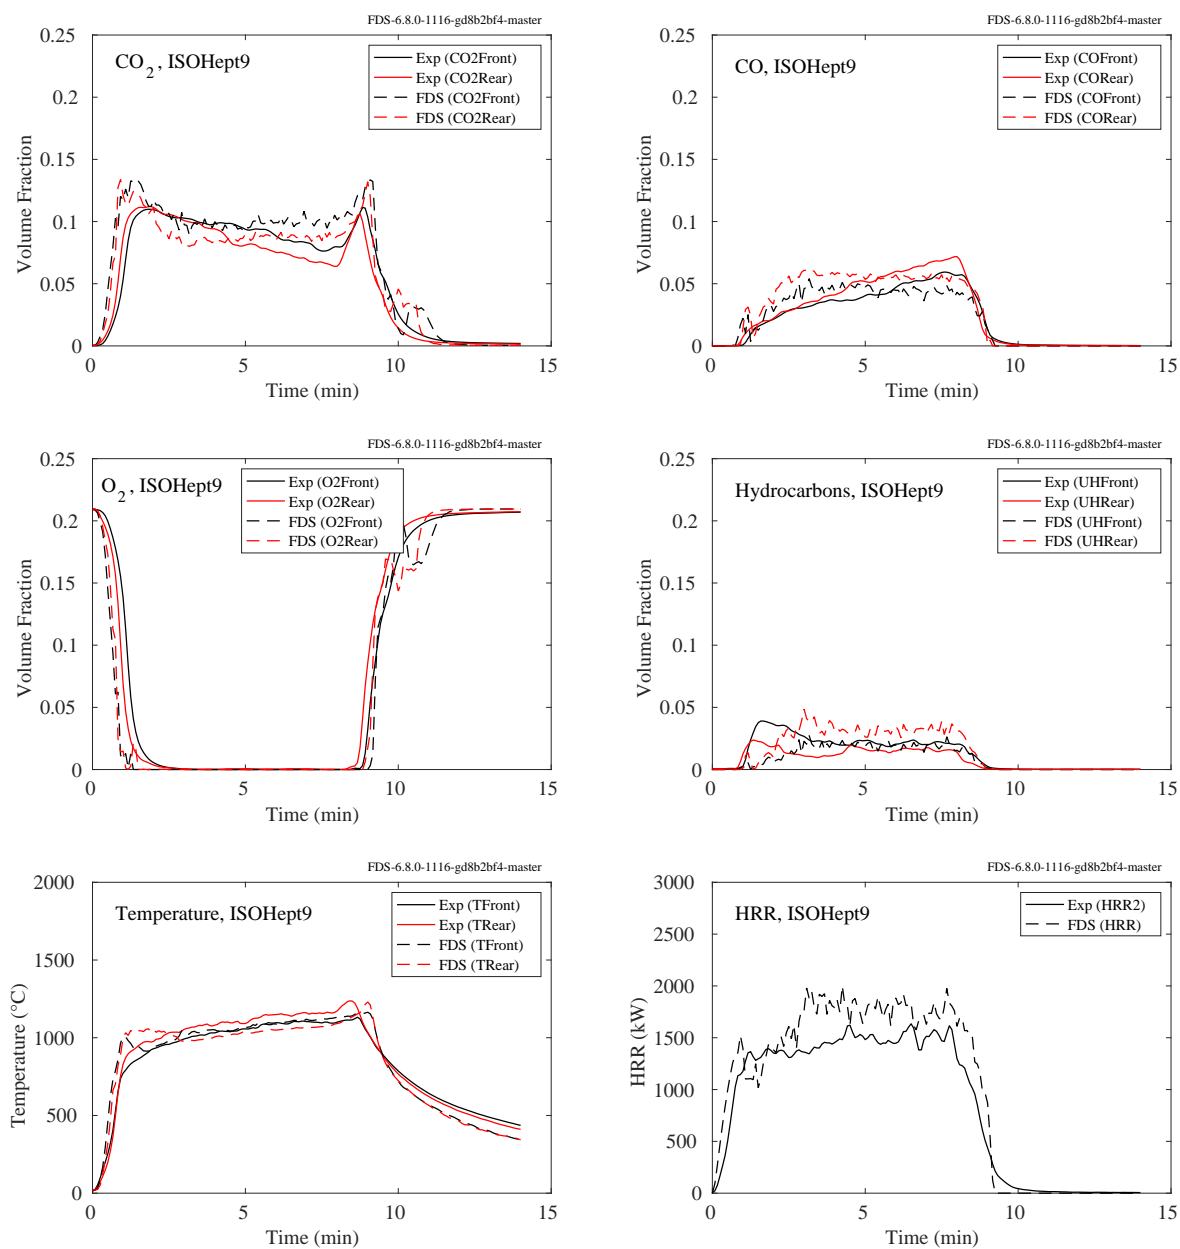 FDS-6.8.0-1116-gd8b2bf4-master
CO2, ISOHept9
Exp (CO2Front)
Exp (CO2Rear)
FDS (CO2Front)
FDS (CO2Rear)
Volume Fraction
0.25
0.2
0.15
0.1
0.05
0
0 5 10 15
Time (min)
FDS-6.8.0-1116-gd8b2bf4-master
CO, ISOHept9
Exp (COFront)
Exp (CORear)
FDS (COFront)
FDS (CORear)
Volume Fraction
0.25
0.2
0.15
0.1
0.05
0
0 5 10 15
Time (min)
FDS-6.8.0-1116-gd8b2bf4-master
O2, ISOHept9
Exp (O2Front)
Exp (O2Rear)
FDS (O2Front)
FDS (O2Rear)
Volume Fraction
0.25
0.2
0.15
0.1
0.05
0
0 5 10 15
Time (min)
FDS-6.8.0-1116-gd8b2bf4-master
Hydrocarbons, ISOHept9
Exp (UHFront)
Exp (UHRear)
FDS (UHFront)
FDS (UHRear)
Volume Fraction
0.25
0.2
0.15
0.1
0.05
0
0 5 10 15
Time (min)
FDS-6.8.0-1116-gd8b2bf4-master
Temperature, ISOHept9
Exp (TFront)
Exp (TRear)
FDS (TFront)
FDS (TRear)
Temperature (°C)
2000
1500
1000
500
0
0 5 10 15
Time (min)
FDS-6.8.0-1116-gd8b2bf4-master
HRR, ISOHept9
Exp (HRR2)
FDS (HRR)
HRR (kW)
3000
2500
2000
1500
1000
500
0
0 5 10 15
Time (min)